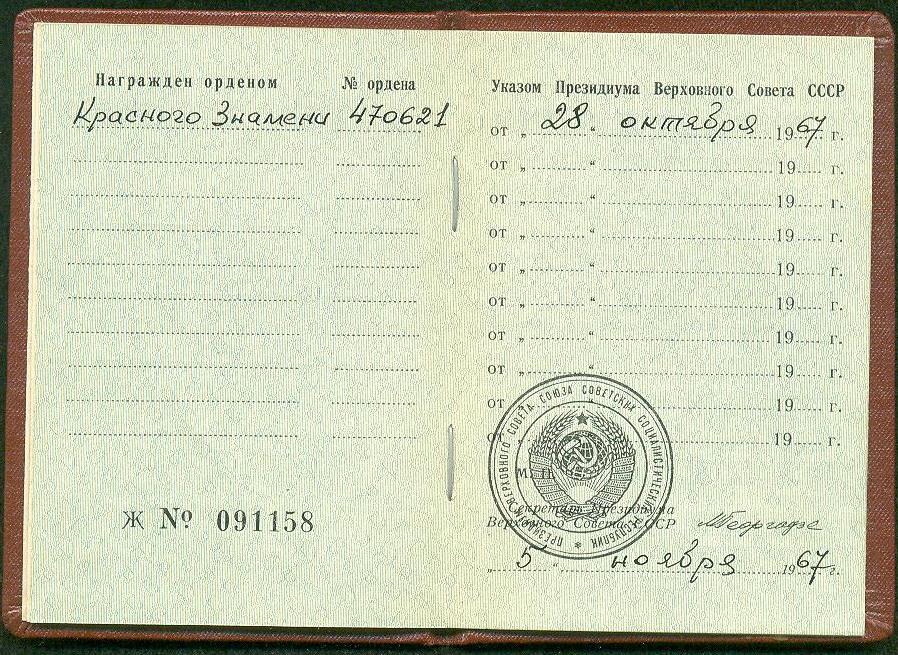 Награжден орденом
№ ордена
Красного Знамени 470621
Ж № 091158
Указом Президиума Верховного Совета СССР
от „ 28 “ октября 1967 г.
от „ “ 19 г.
от „ “ 19 г.
от „ “ 19 г.
от „ “ 19 г.
от „ “ 19 г.
от „ “ 19 г.
от „ “ 19 г.
от „ “ 19 г.
от „ “ 19 г.
М. П.
ПРЕЗИДИУМ ВЕРХОВНОГО СОВЕТА СОЮЗА СОВЕТСКИХ СОЦИАЛИСТИЧЕСКИХ РЕСПУБЛИК
Секретарь Президиума
Верховного Совета СССР
МГеоргадзе
„ 5 “ ноября 1967 г.